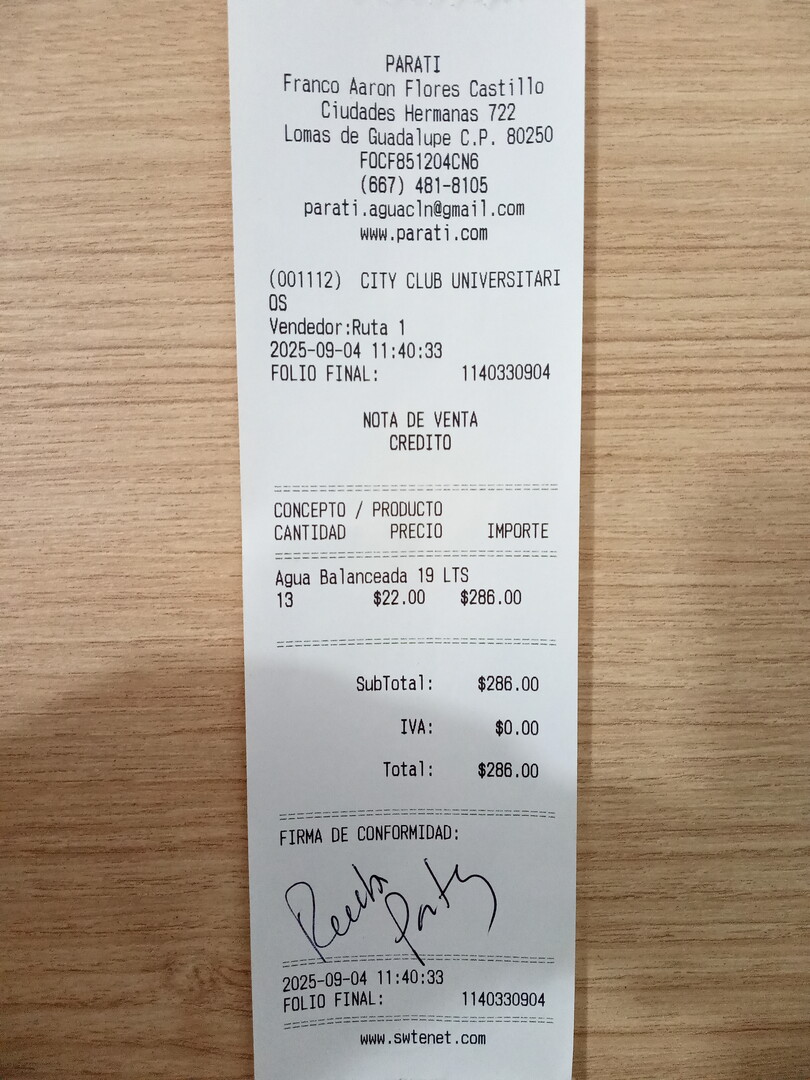 PARATI
Franco Aaron Flores Castillo
Ciudades Hermanas 722
Lomas de Guadalupe C.P. 80250
FOCF851204CN6
(667) 481-8105
parati.aguacln@gmail.com
www.parati.com
(001112) CITY CLUB UNIVERSITARI
OS
Vendedor:Ruta 1
2025-09-04 11:40:33
FOLIO FINAL: 1140330904
NOTA DE VENTA
CREDITO
CONCEPTO / PRODUCTO
CANTIDAD PRECIO IMPORTE
Agua Balanceada 19 LTS
13 $22.00 $286.00
SubTotal: $286.00
IVA: $0.00
Total: $286.00
FIRMA DE CONFORMIDAD:
2025-09-04 11:40:33
FOLIO FINAL: 1140330904
www.swtenet.com